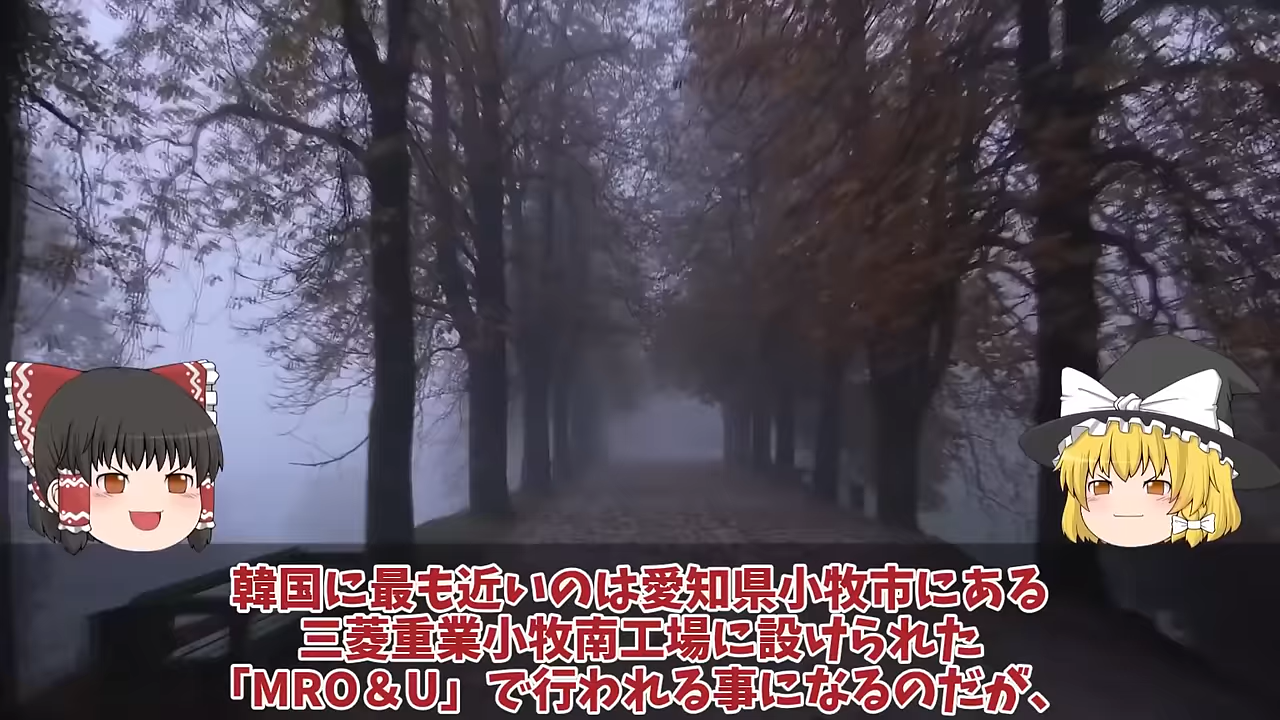 韓国に最も近いのは愛知県小牧市にある
三菱重業小牧南工場に設けられた
「MRO＆U」で行われる事になるのだが、